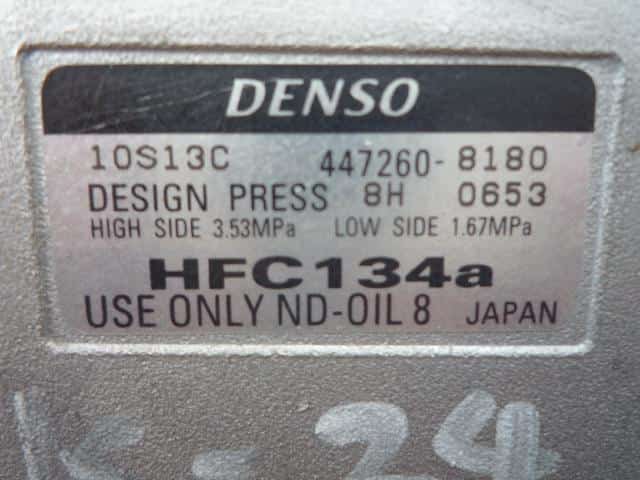 DENSO
10S13C 447260-8180
DESIGN PRESS 8H 0653
HIGH SIDE 3.53MPa LOW SIDE 1.67MPa
HFC134a
USE ONLY ND-OIL 8 JAPAN
K-24